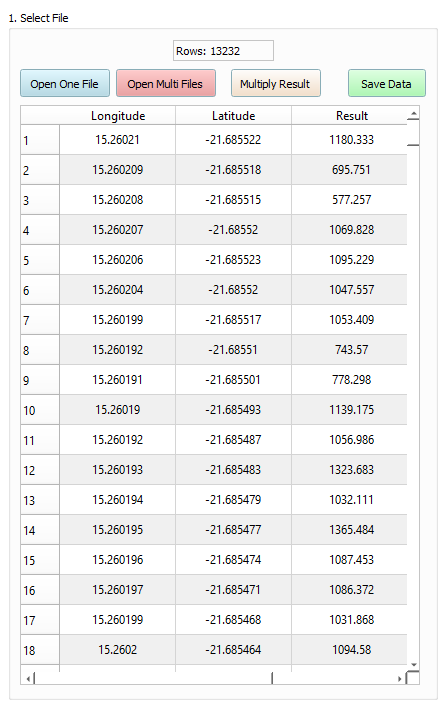 1. Select File
Rows: 13232
Open One File Open Multi Files Multiply Result Save Data
Longitude Latitude Result
1 15.26021 -21.685522 1180.333
2 15.260209 -21.685518 695.751
3 15.260208 -21.685515 577.257
4 15.260207 -21.68552 1069.828
5 15.260206 -21.685523 1095.229
6 15.260204 -21.68552 1047.557
7 15.260199 -21.685517 1053.409
8 15.260192 -21.68551 743.57
9 15.260191 -21.685501 778.298
10 15.26019 -21.685493 1139.175
11 15.260192 -21.685487 1056.986
12 15.260193 -21.685483 1323.683
13 15.260194 -21.685479 1032.111
14 15.260195 -21.685477 1365.484
15 15.260196 -21.685474 1087.453
16 15.260197 -21.685471 1086.372
17 15.260199 -21.685468 1031.868
18 15.2602 -21.685464 1094.58